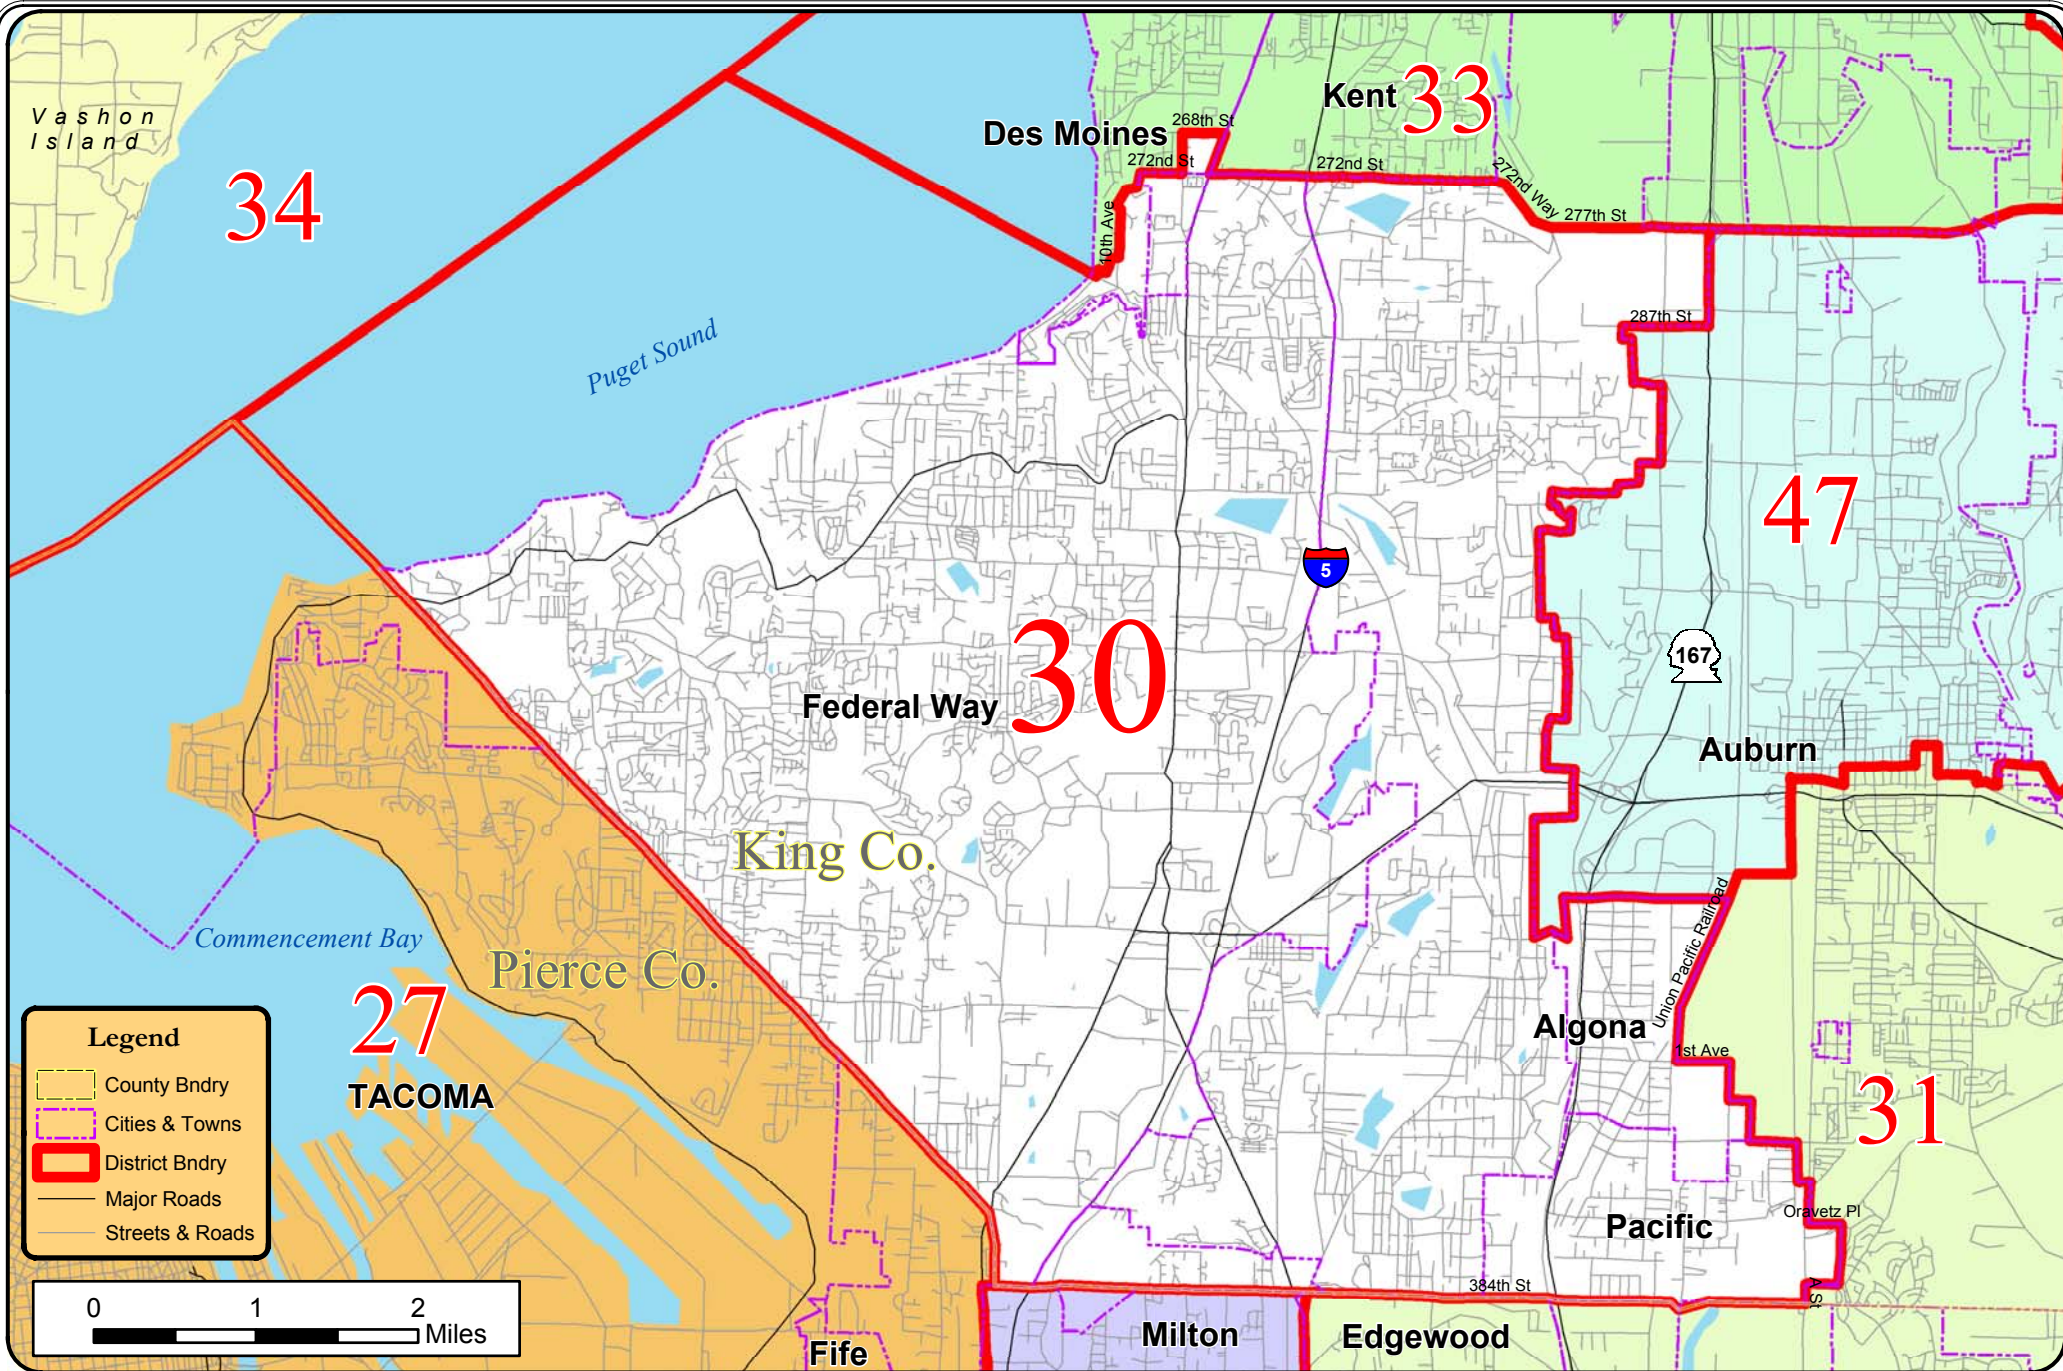 Vashon
Island
34
Kent
33
Des Moines
268th St
272nd St
272nd St
272nd Way
277th St
10th Ave
287th St
Puget Sound
47
5
167
30
Federal Way
Auburn
King Co.
Commencement Bay
Pierce Co.
27
TACOMA
Union Pacific Railroad
Algona
1st Ave
31
Oravetz Pl
Pacific
384th St
A St
Milton
Edgewood
Fife
Legend
County Bndry
Cities & Towns
District Bndry
Major Roads
Streets & Roads
0 1 2
Miles